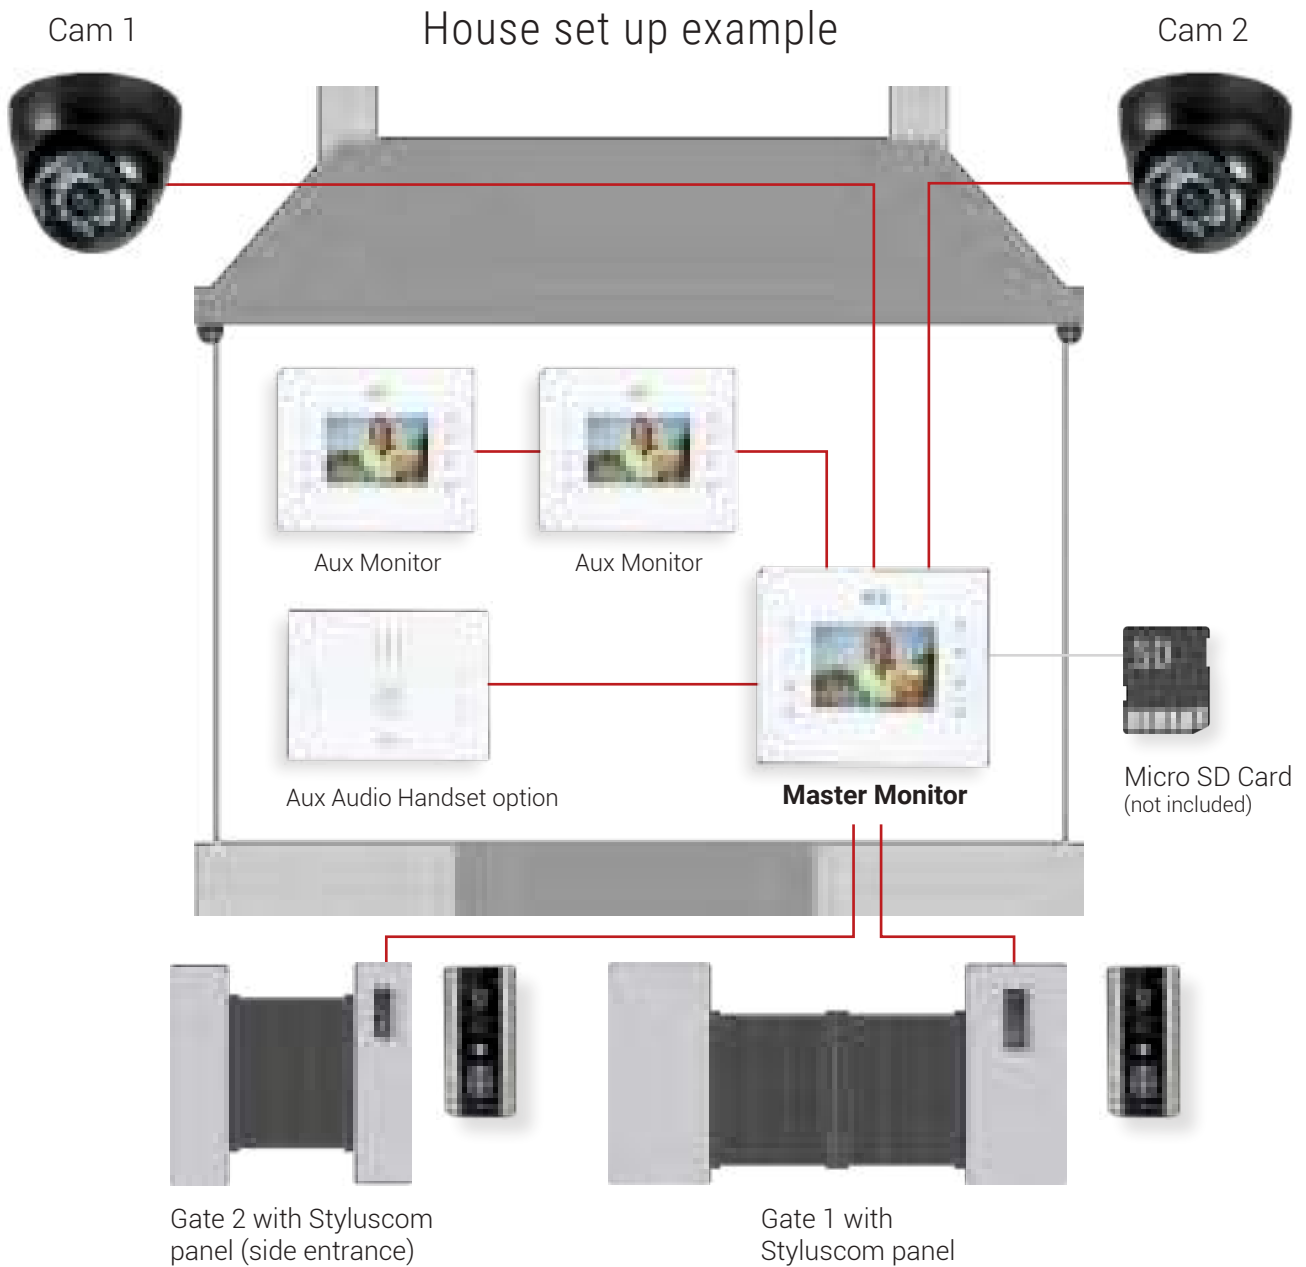 Cam 1
House set up example
Cam 2
Aux Monitor
Aux Monitor
SD
Aux Audio Handset option
Master Monitor
Micro SD Card
(not included)
Gate 2 with Styluscom
panel (side entrance)
Gate 1 with
Styluscom panel